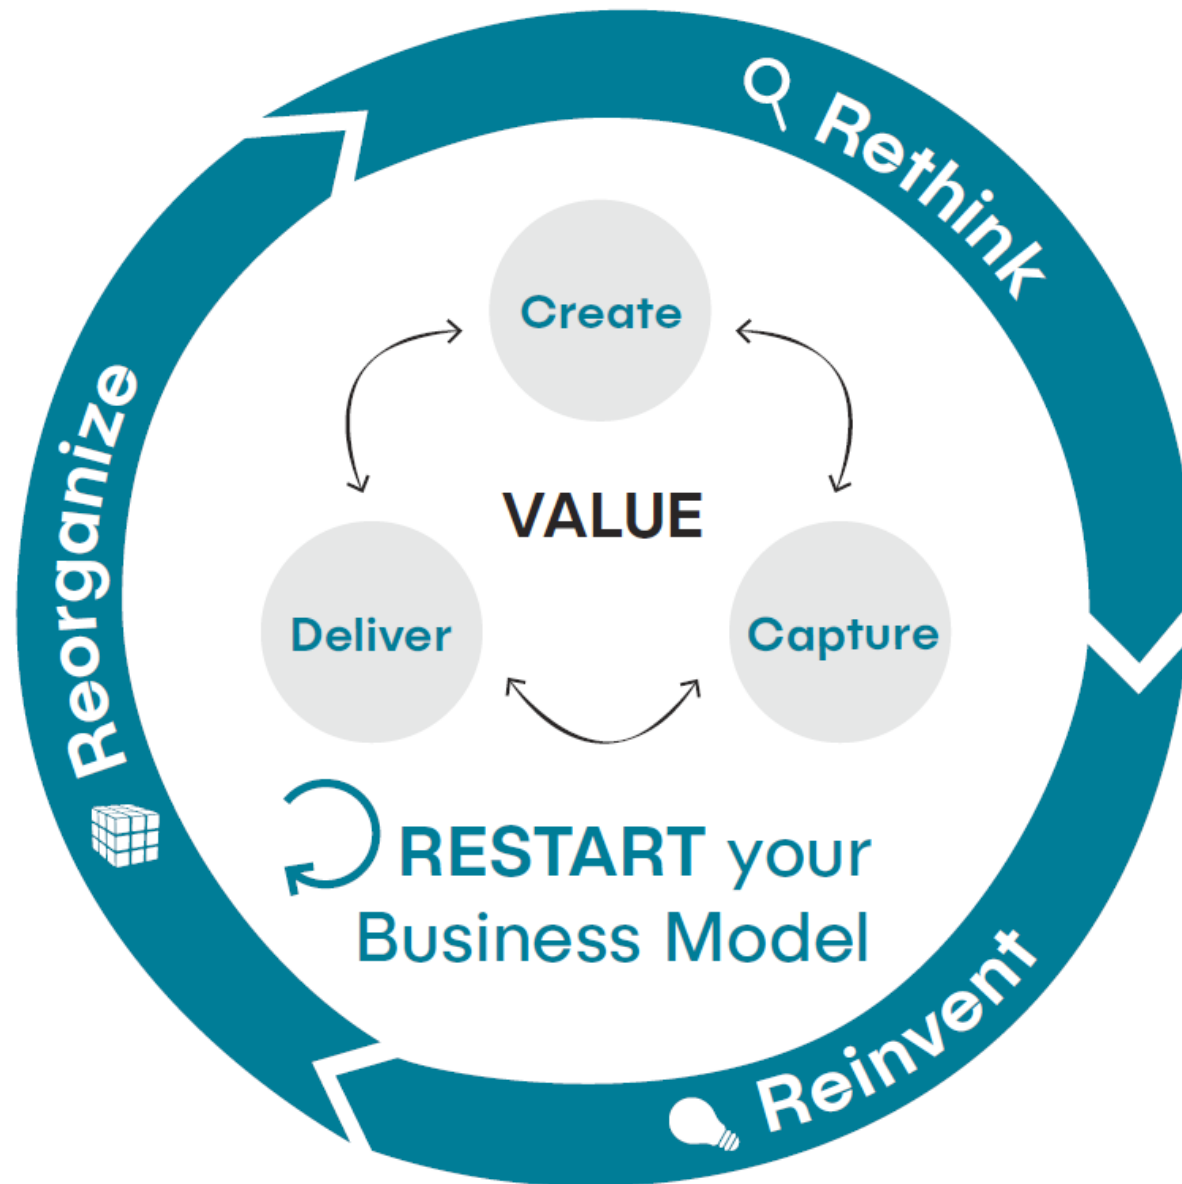 Rethink
Create
Reorganize
VALUE
Deliver
Capture
RESTART your
Business Model
Reinvent